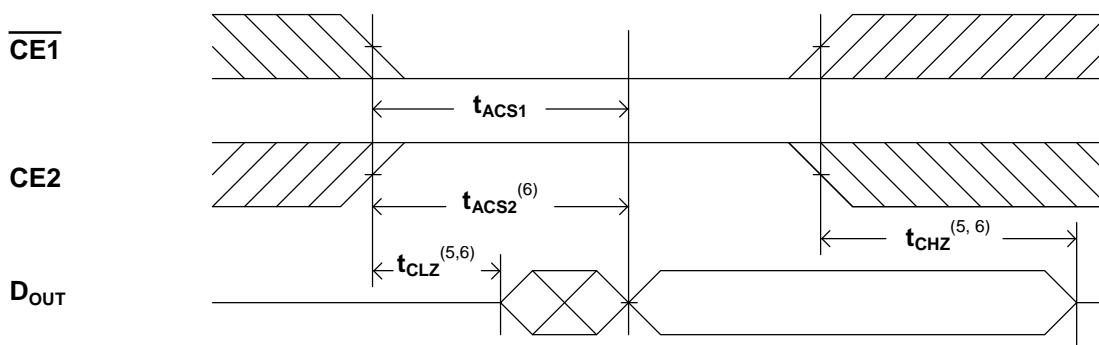 CE1
tACS1
CE2
tACS2(6)
tCHZ(5, 6)
tCLZ(5,6)
DOUT